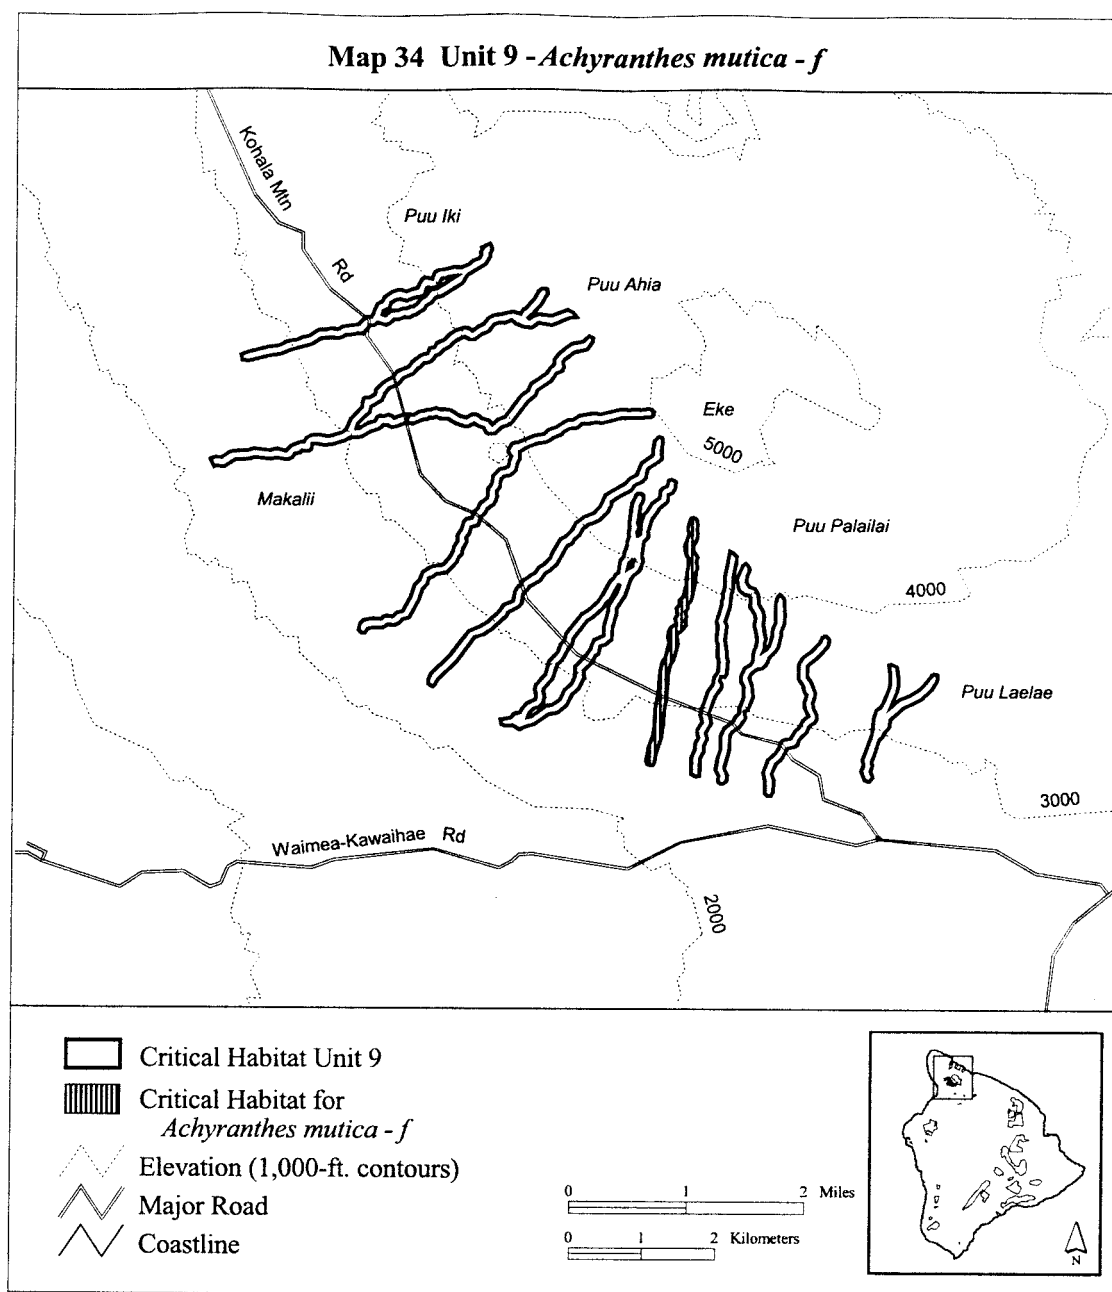 Map 34 Unit 9 - Achyranthes mutica - f
Kohala Mtn
Rd
Puu Iki
Puu Ahia
Eke
5000
Makalii
Puu Palailai
4000
Puu Laelae
3000
Waimea-Kawaihae Rd
2000
Critical Habitat Unit 9
Critical Habitat for
Achyranthes mutica - f
Elevation (1,000-ft. contours)
Major Road
Coastline
0 1 2 Miles
0 1 2 Kilometers
N